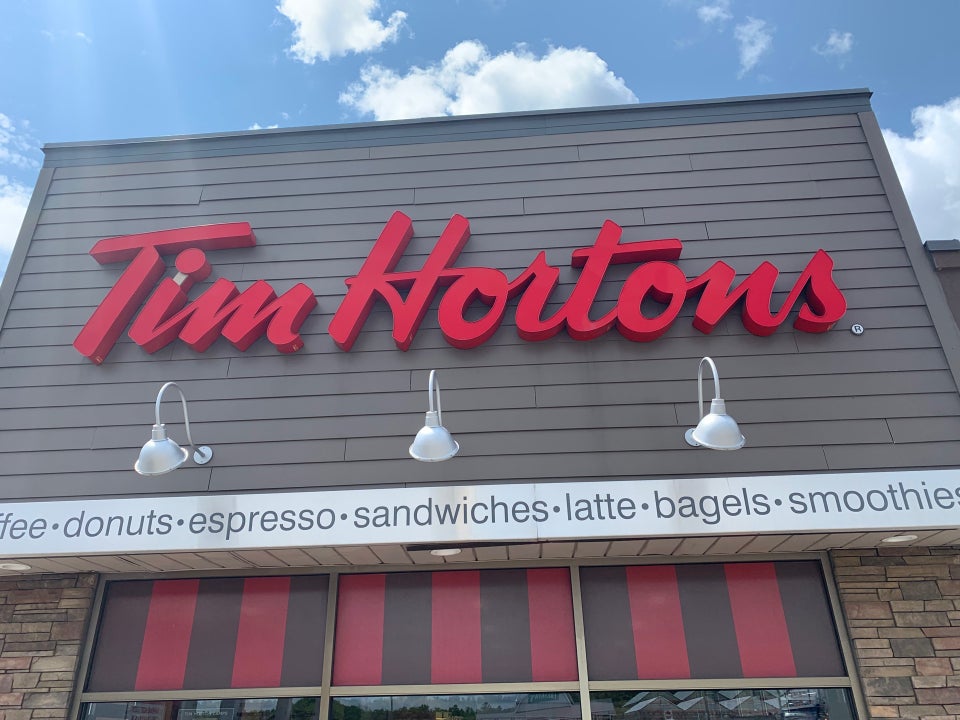 Tim Hortons®
ffee•donuts•espresso•sandwiches•latte•bagels•smoothies